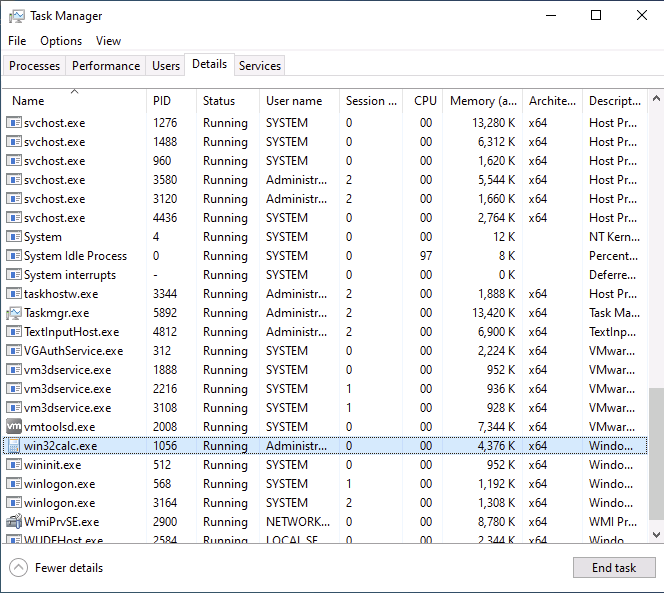 Task Manager
File Options View
Processes Performance Users Details Services
Name PID Status User name Session ... CPU Memory (a... Archite... Descript...
svchost.exe 1276 Running SYSTEM 0 00 13,280 K x64 Host Pr...
svchost.exe 1488 Running SYSTEM 0 00 6,312 K x64 Host Pr...
svchost.exe 960 Running SYSTEM 0 00 1,620 K x64 Host Pr...
svchost.exe 3580 Running Administr... 2 00 5,544 K x64 Host Pr...
svchost.exe 3120 Running Administr... 2 00 1,660 K x64 Host Pr...
svchost.exe 4436 Running SYSTEM 0 00 2,764 K x64 Host Pr...
System 4 Running SYSTEM 0 00 12 K NT Kern...
System Idle Process 0 Running SYSTEM 0 97 8 K Percent...
System interrupts - Running SYSTEM 0 00 0 K Deferre...
taskhostw.exe 3344 Running Administr... 2 00 1,888 K x64 Host Pr...
Taskmgr.exe 5892 Running Administr... 2 00 13,420 K x64 Task Ma...
TextInputHost.exe 4812 Running Administr... 2 00 6,900 K x64 TextInp...
VGAuthService.exe 312 Running SYSTEM 0 00 2,224 K x64 VMwar...
vm3dservice.exe 1888 Running SYSTEM 0 00 952 K x64 VMwar...
vm3dservice.exe 2216 Running SYSTEM 1 00 936 K x64 VMwar...
vm3dservice.exe 3108 Running SYSTEM 1 00 928 K x64 VMwar...
vm vmtoolsd.exe 2008 Running SYSTEM 0 00 7,344 K x64 VMwar...
win32calc.exe 1056 Running Administr... 0 00 4,376 K x64 Windo...
wininit.exe 512 Running SYSTEM 0 00 952 K x64 Windo...
winlogon.exe 568 Running SYSTEM 1 00 1,192 K x64 Windo...
winlogon.exe 3164 Running SYSTEM 2 00 1,308 K x64 Windo...
WmiPrvSE.exe 2900 Running NETWORK... 0 00 8,780 K x64 WMI Pr...
WUDFHost.exe 2584 Running LOCAL SE... 0 00 2,344 K x64 Windo...
Fewer details End task